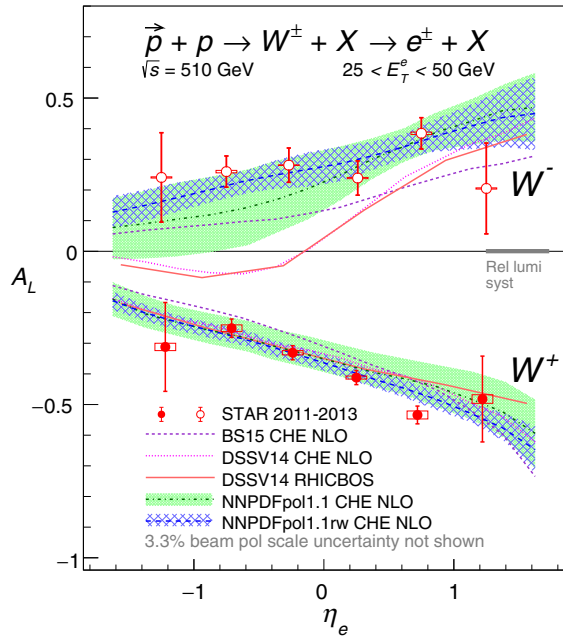 p⃗ + p → W± + X → e± + X
√s = 510 GeV 25 < E_T^e < 50 GeV
0.5
W-
0
A_L
Rel lumi
syst
W+
−0.5
STAR 2011-2013
BS15 CHE NLO
DSSV14 CHE NLO
DSSV14 RHICBOS
NNPDFpol1.1 CHE NLO
NNPDFpol1.1rw CHE NLO
3.3% beam pol scale uncertainty not shown
−1
−1 0 1
η_e